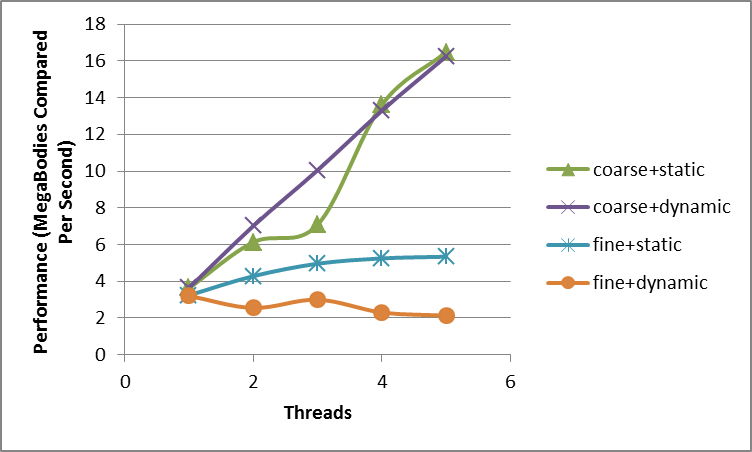 18
16
14
12
10
8
6
4
2
0
0
2
4
6
Performance (MegaBodies Compared
Per Second)
Threads
coarse+static
coarse+dynamic
fine+static
fine+dynamic